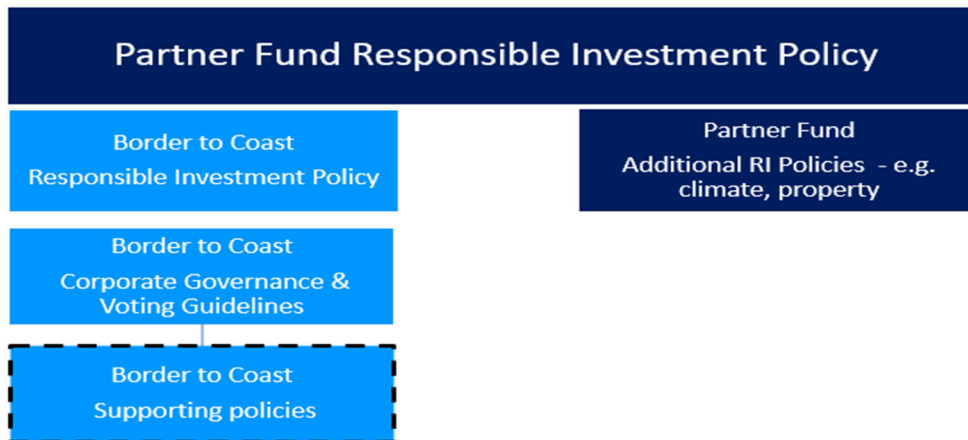 Partner Fund Responsible Investment Policy
Border to Coast
Responsible Investment Policy
Partner Fund
Additional RI Policies - e.g.
climate, property
Border to Coast
Corporate Governance &
Voting Guidelines
Border to Coast
Supporting policies